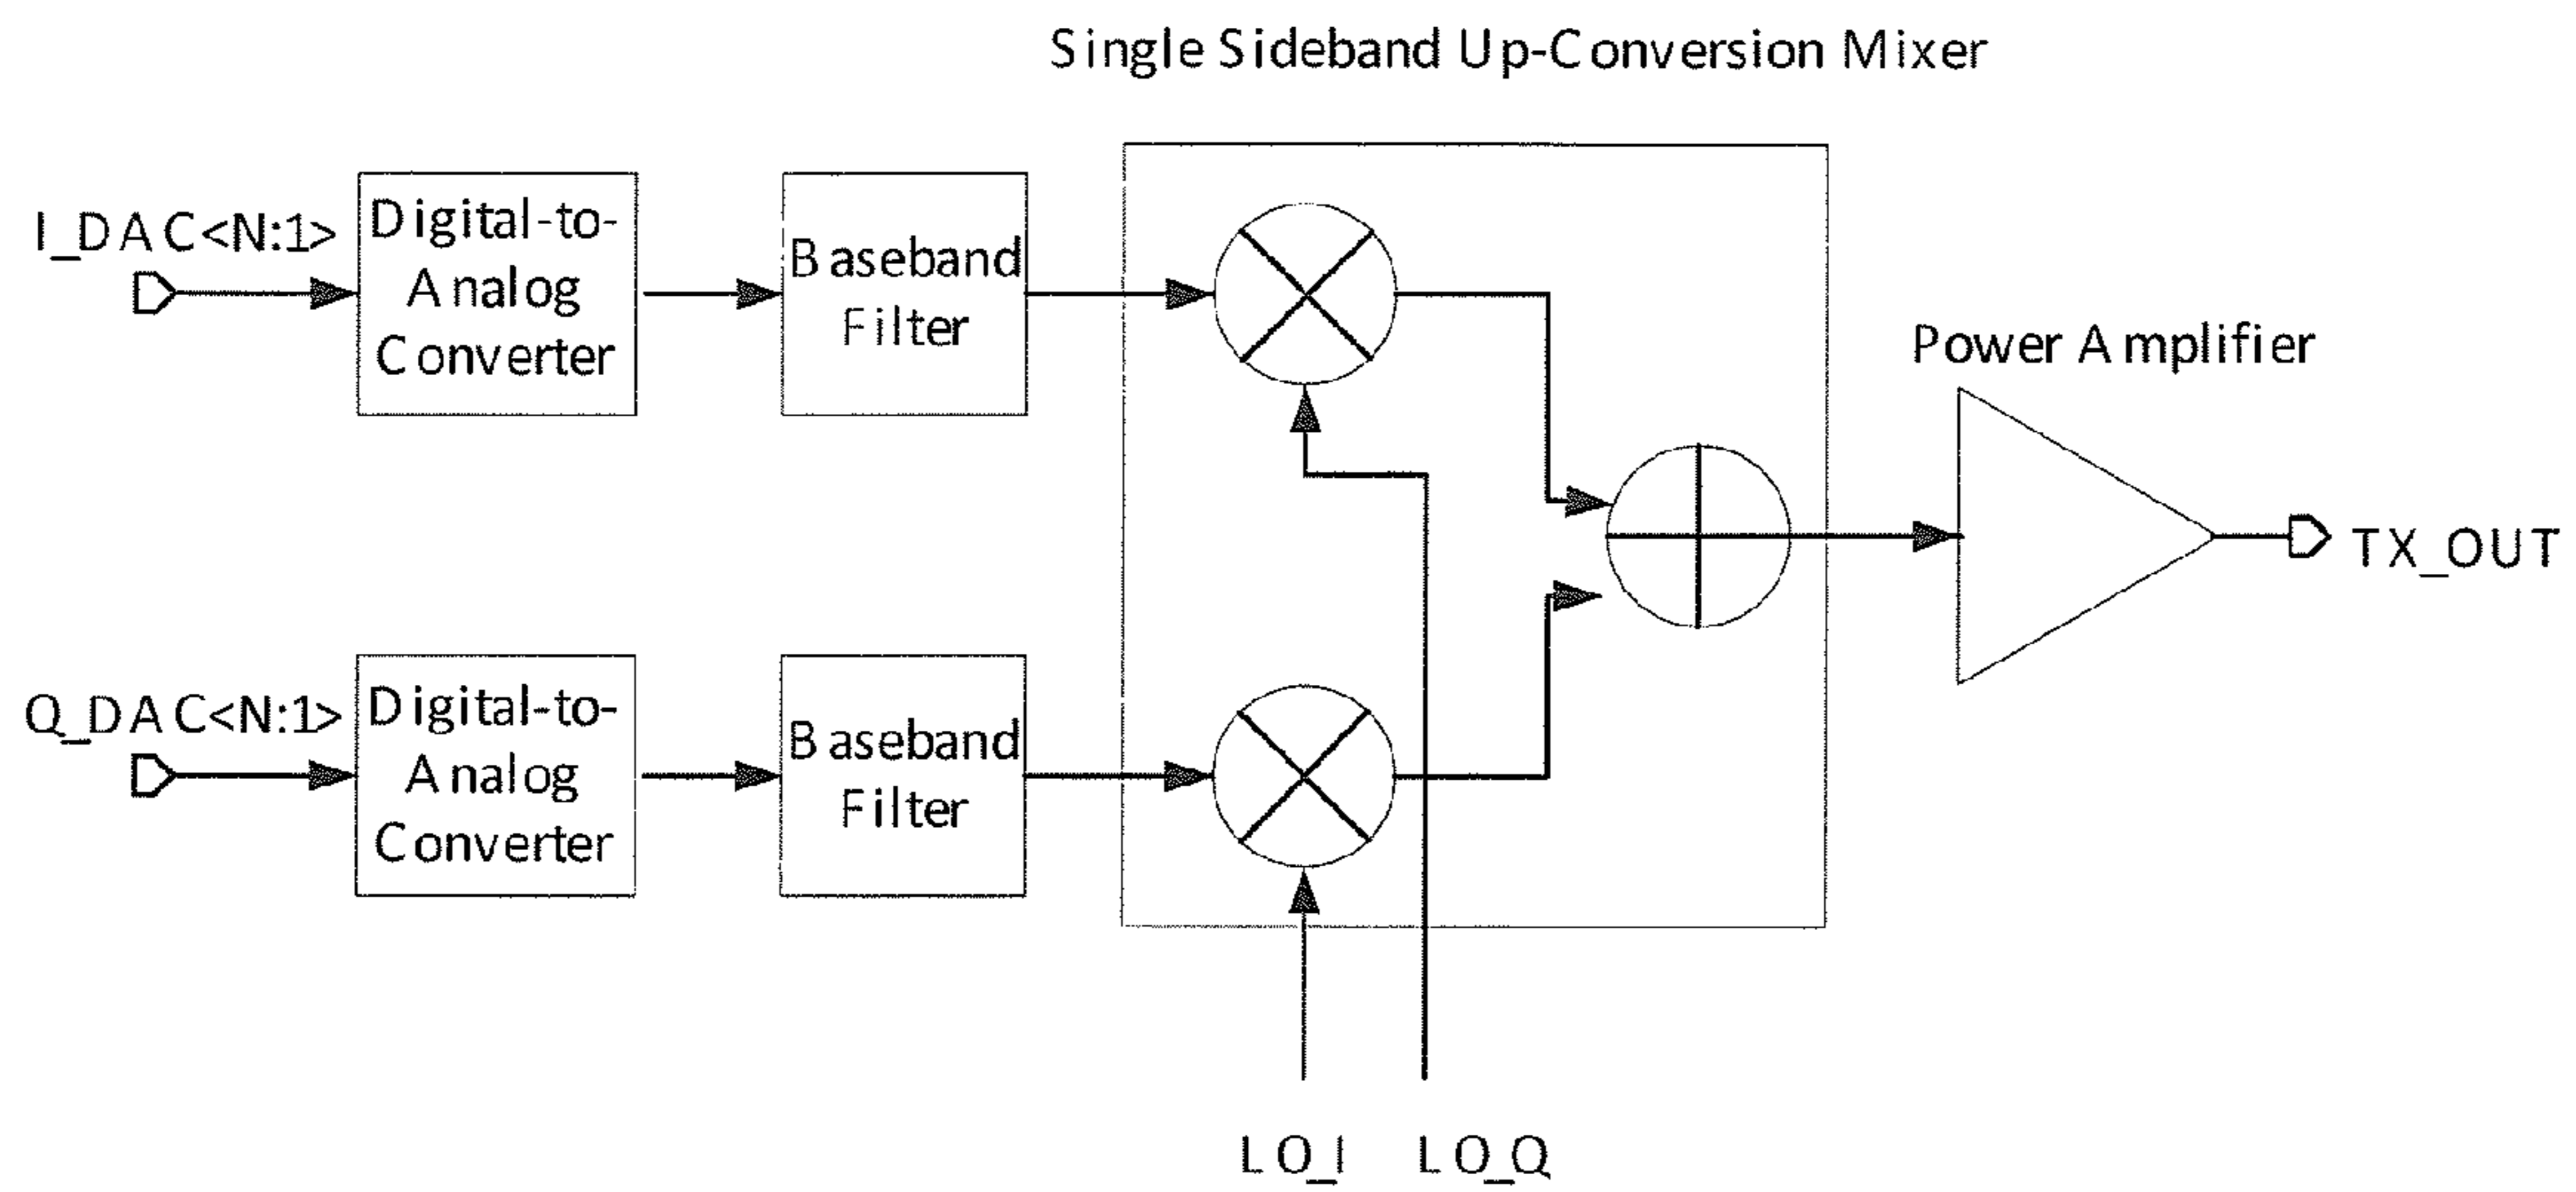 Single Sideband Up-Conversion Mixer
I_DAC<N:1>
Digital-to-
Analog
Converter
Baseband
Filter
Power Amplifier
TX_OUT
Q_DAC<N:1>
Digital-to-
Analog
Converter
Baseband
Filter
LO_I
LO_Q